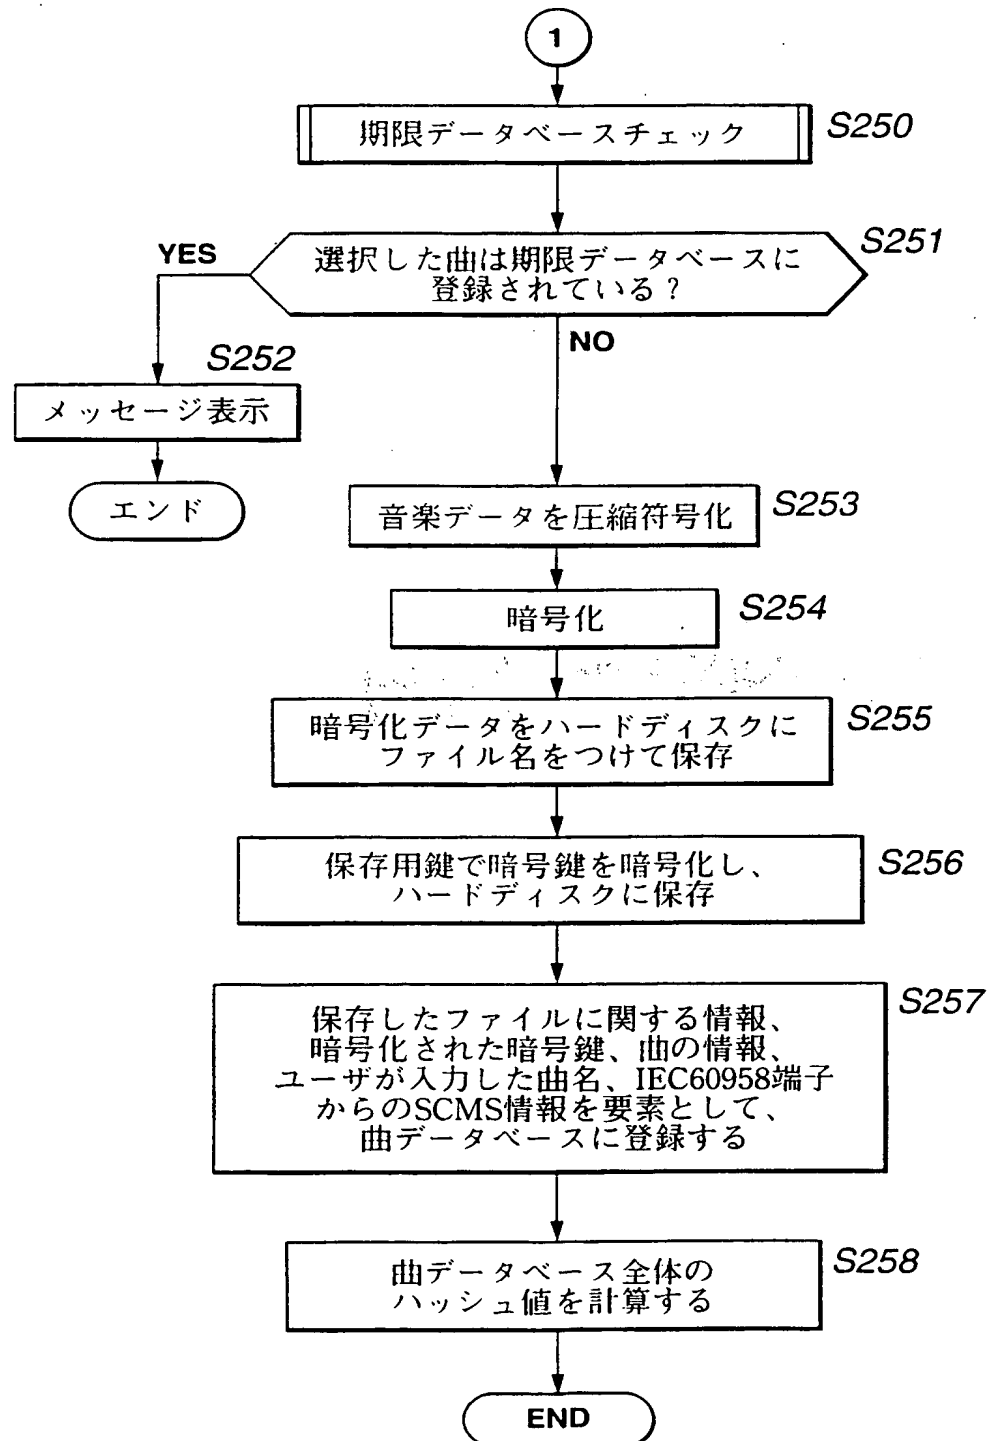 1
期限データベースチェック
S250
選択した曲は期限データベースに
登録されている?
S251
YES
NO
S252
メッセージ表示
エンド
音楽データを圧縮符号化
S253
暗号化
S254
暗号化データをハードディスクに
ファイル名をつけて保存
S255
保存用鍵で暗号鍵を暗号化し、
ハードディスクに保存
S256
保存したファイルに関する情報、
暗号化された暗号鍵、曲の情報、
ユーザが入力した曲名、IEC60958端子
からのSCMS情報を要素として、
曲データベースに登録する
S257
曲データベース全体の
ハッシュ値を計算する
S258
END